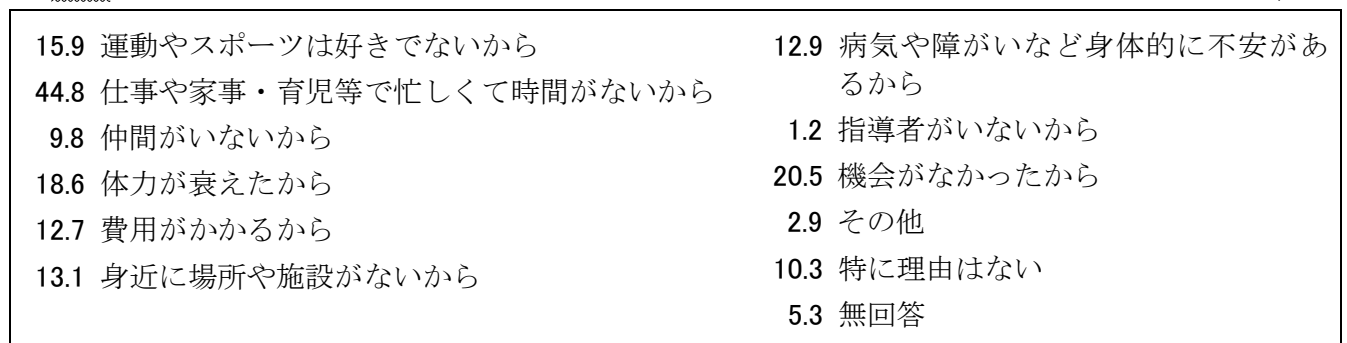 15.9 運動やスポーツは好きでないから
44.8 仕事や家事・育児等で忙しくて時間がないから
9.8 仲間がいないから
18.6 体力が衰えたから
12.7 費用がかかるから
13.1 身近に場所や施設がないから
12.9 病気や障がいなど身体的に不安があ
るから
1.2 指導者がいないから
20.5 機会がなかったから
2.9 その他
10.3 特に理由はない
5.3 無回答